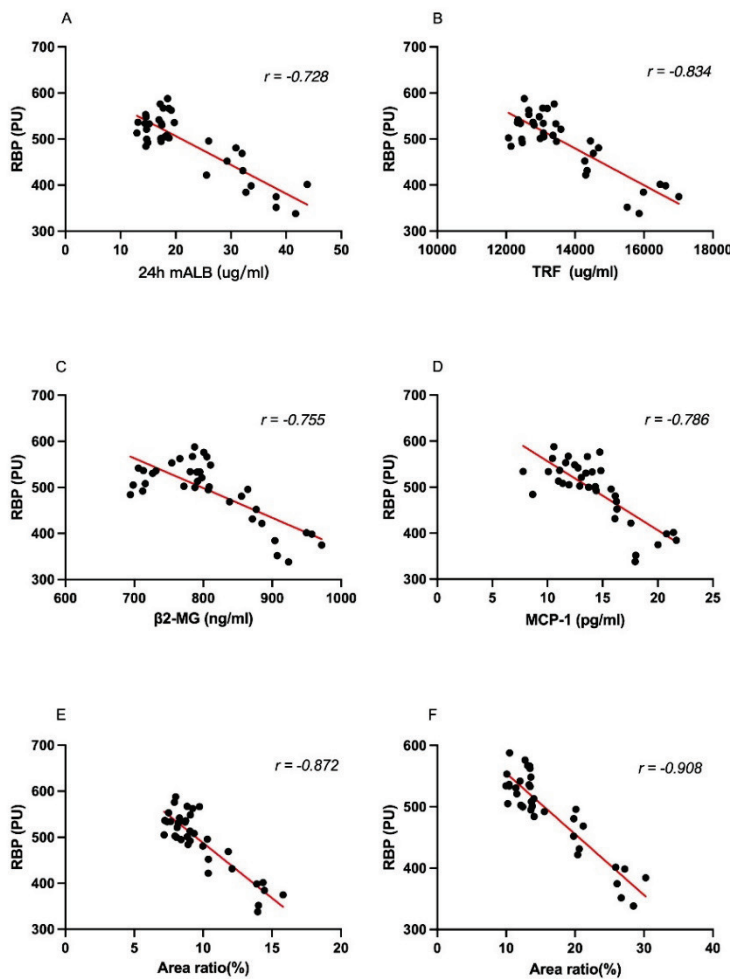 A
r = -0.728
RBP (PU)
700
600
500
400
300
0
10
20
30
40
50
24h mALB (ug/ml)
B
r = -0.834
RBP (PU)
700
600
500
400
300
10000
12000
14000
16000
18000
TRF (ug/ml)
C
r = -0.755
RBP (PU)
700
600
500
400
300
600
700
800
900
1000
β2-MG (ng/ml)
D
r = -0.786
RBP (PU)
700
600
500
400
300
0
5
10
15
20
25
MCP-1 (pg/ml)
E
r = -0.872
RBP (PU)
700
600
500
400
300
0
5
10
15
20
Area ratio(%)
F
r = -0.908
RBP (PU)
600
500
400
300
0
10
20
30
40
Area ratio(%)